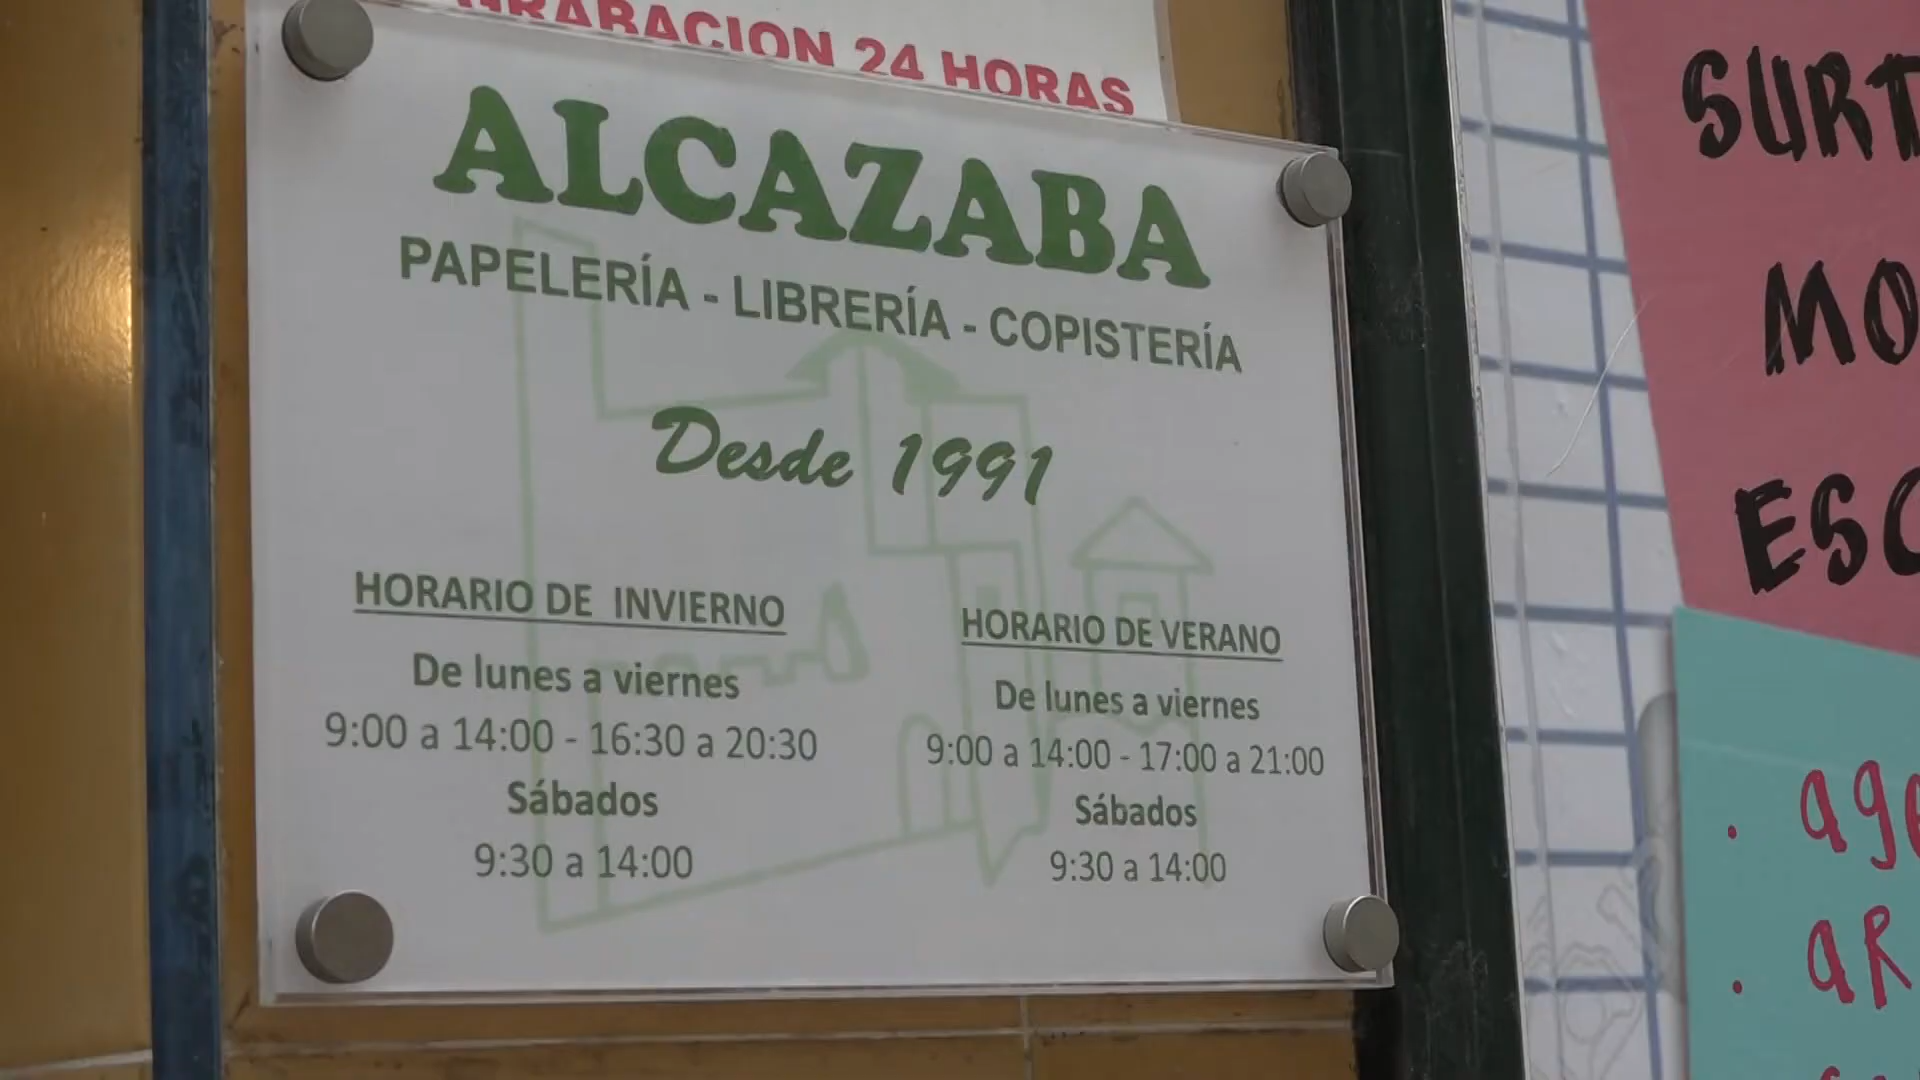 24 HORAS
ALCAZABA
PAPELERÍA - LIBRERÍA - COPISTERÍA
Desde 1991
HORARIO DE INVIERNO
De lunes a viernes
9:00 a 14:00 - 16:30 a 20:30
Sábados
9:30 a 14:00
HORARIO DE VERANO
De lunes a viernes
9:00 a 14:00 - 17:00 a 21:00
Sábados
9:30 a 14:00